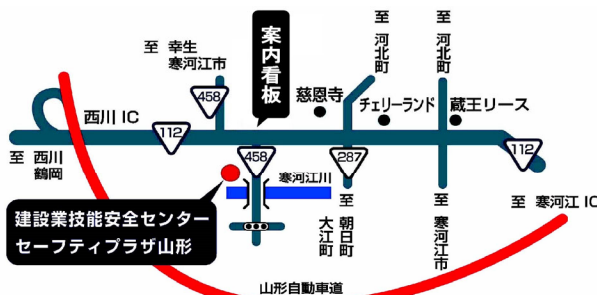 至 幸生
寒河江市
458
案内看板
至 河北町
至 河北町
慈恩寺
チェリーランド
蔵王リース
西川 IC
112
458
287
112
至 西川
鶴岡
寒河江川
至 寒河江 IC
建設業技能安全センター
セーフティプラザ山形
至 朝日町
大江町
至 寒河江市
山形自動車道